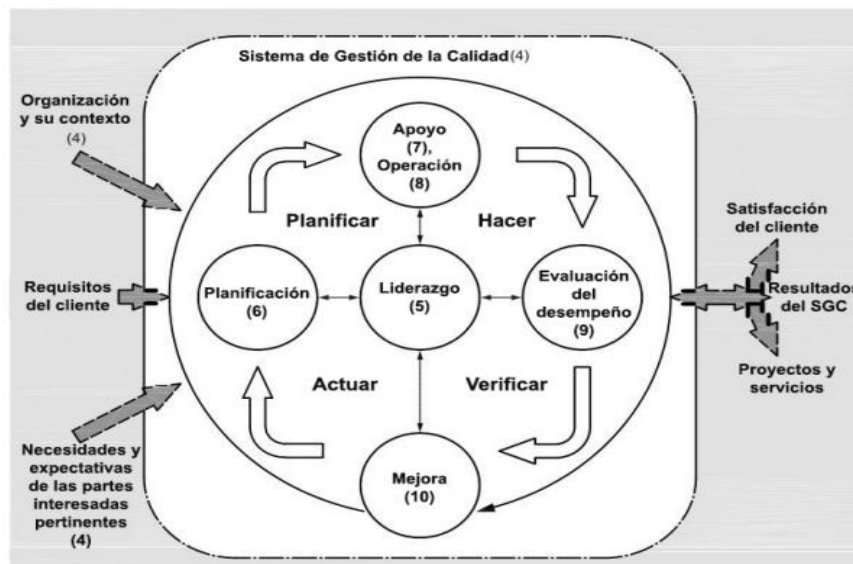 Sistema de Gestión de la Calidad(4)
Organización
y su contexto
(4)
Requisitos
del cliente
Necesidades y
expectativas
de las partes
interesadas
pertinentes
(4)
Apoyo
(7),
Operación
(8)
Planificar
Hacer
Planificación
(6)
Liderazgo
(5)
Evaluación
del
desempeño
(9)
Actuar
Verificar
Mejora
(10)
Satisfacción
del cliente
Resultados
del SGC
Proyectos y
servicios